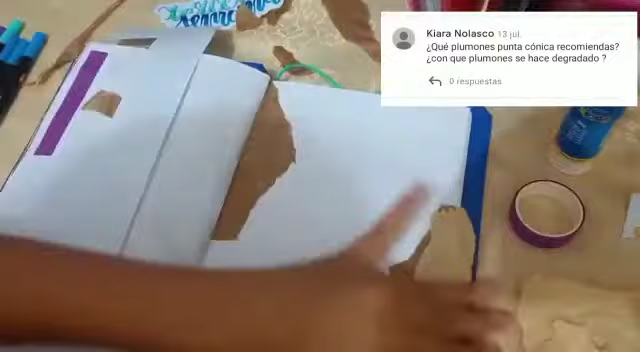 Kiara Nolasco 13 jul.
¿Qué plumones punta cónica recomiendas?
¿con que plumones se hace degradado ?
0 respuestas